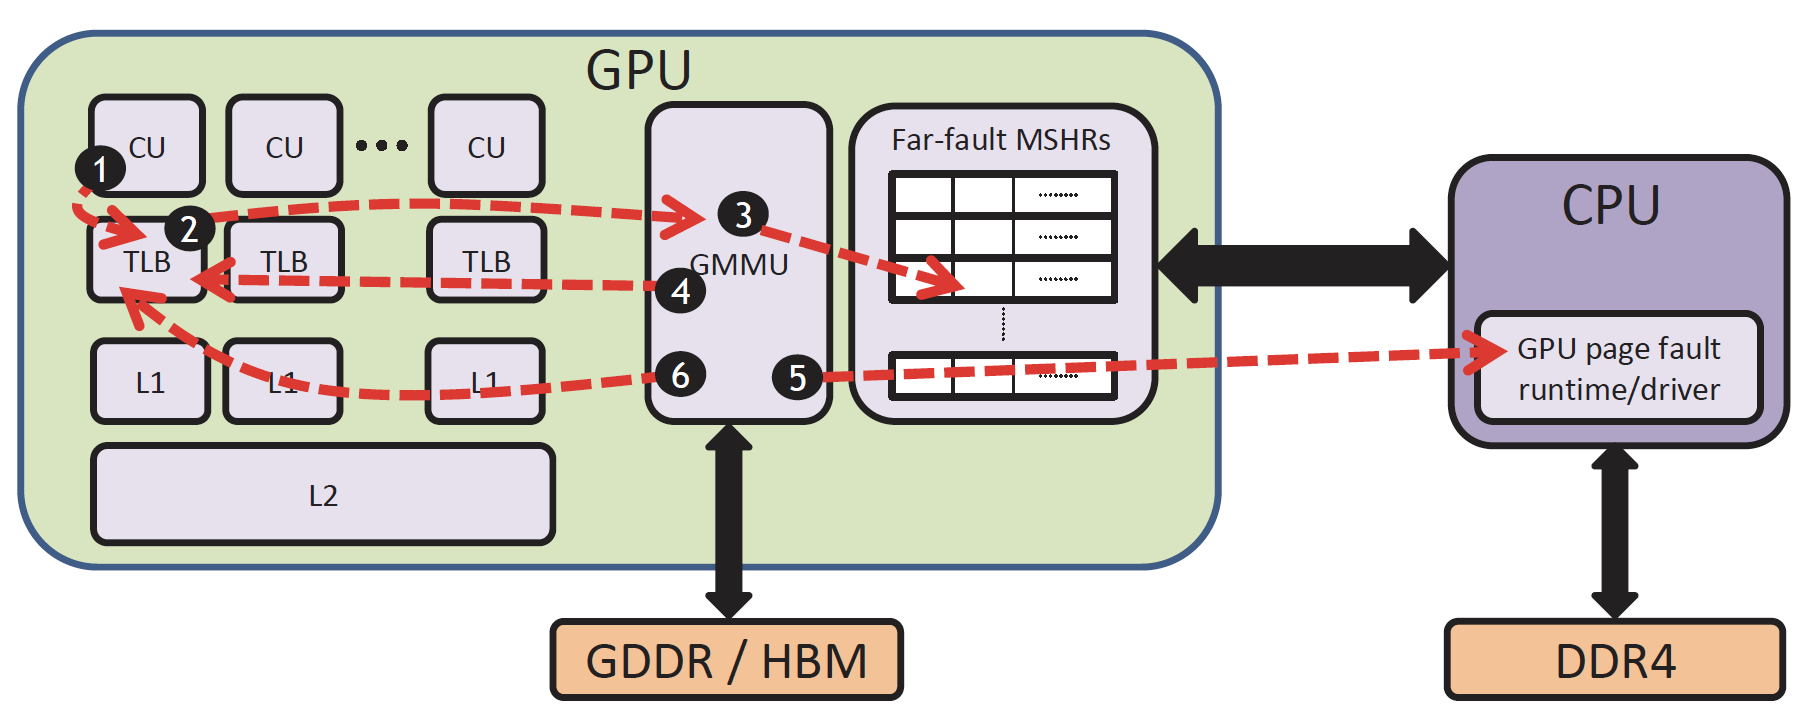 GPU
CU
CU
CU
1
2
TLB
TLB
TLB
3
GMMU
4
Far-fault MSHRs
CPU
L1
L1
L1
6
5
GPU page fault
runtime/driver
L2
GDDR / HBM
DDR4